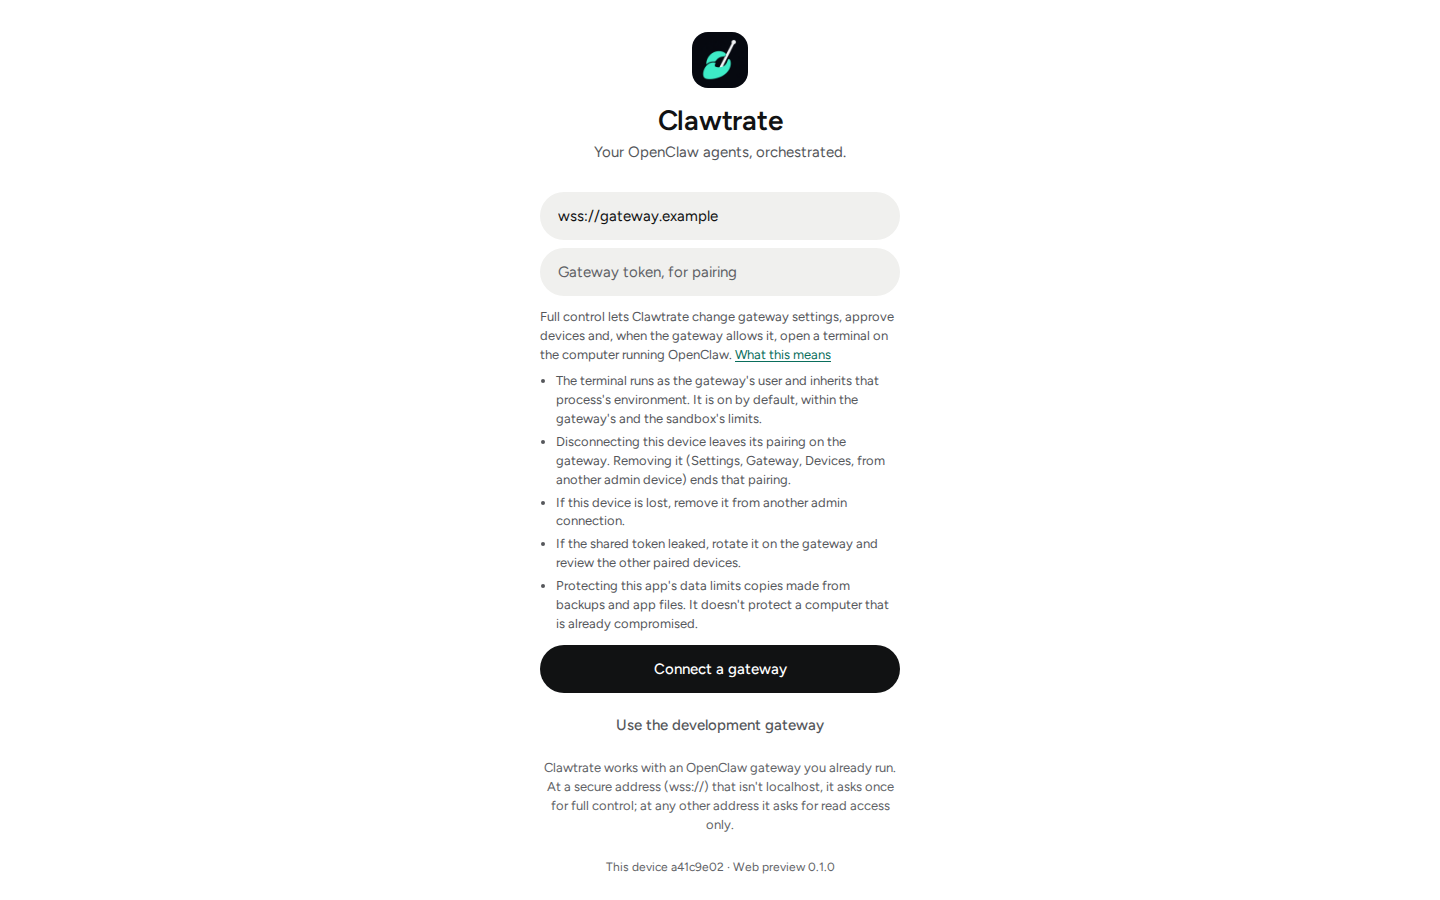 Clawtrate
Your OpenClaw agents, orchestrated.
wss://gateway.example
Gateway token, for pairing
Full control lets Clawtrate change gateway settings, approve
devices and, when the gateway allows it, open a terminal on
the computer running OpenClaw. What this means
• The terminal runs as the gateway's user and inherits that
process's environment. It is on by default, within the
gateway's and the sandbox's limits.
• Disconnecting this device leaves its pairing on the
gateway. Removing it (Settings, Gateway, Devices, from
another admin device) ends that pairing.
• If this device is lost, remove it from another admin
connection.
• If the shared token leaked, rotate it on the gateway and
review the other paired devices.
• Protecting this app's data limits copies made from
backups and app files. It doesn't protect a computer that
is already compromised.
Connect a gateway
Use the development gateway
Clawtrate works with an OpenClaw gateway you already run.
At a secure address (wss://) that isn't localhost, it asks once
for full control; at any other address it asks for read access
only.
This device a41c9e02 · Web preview 0.1.0